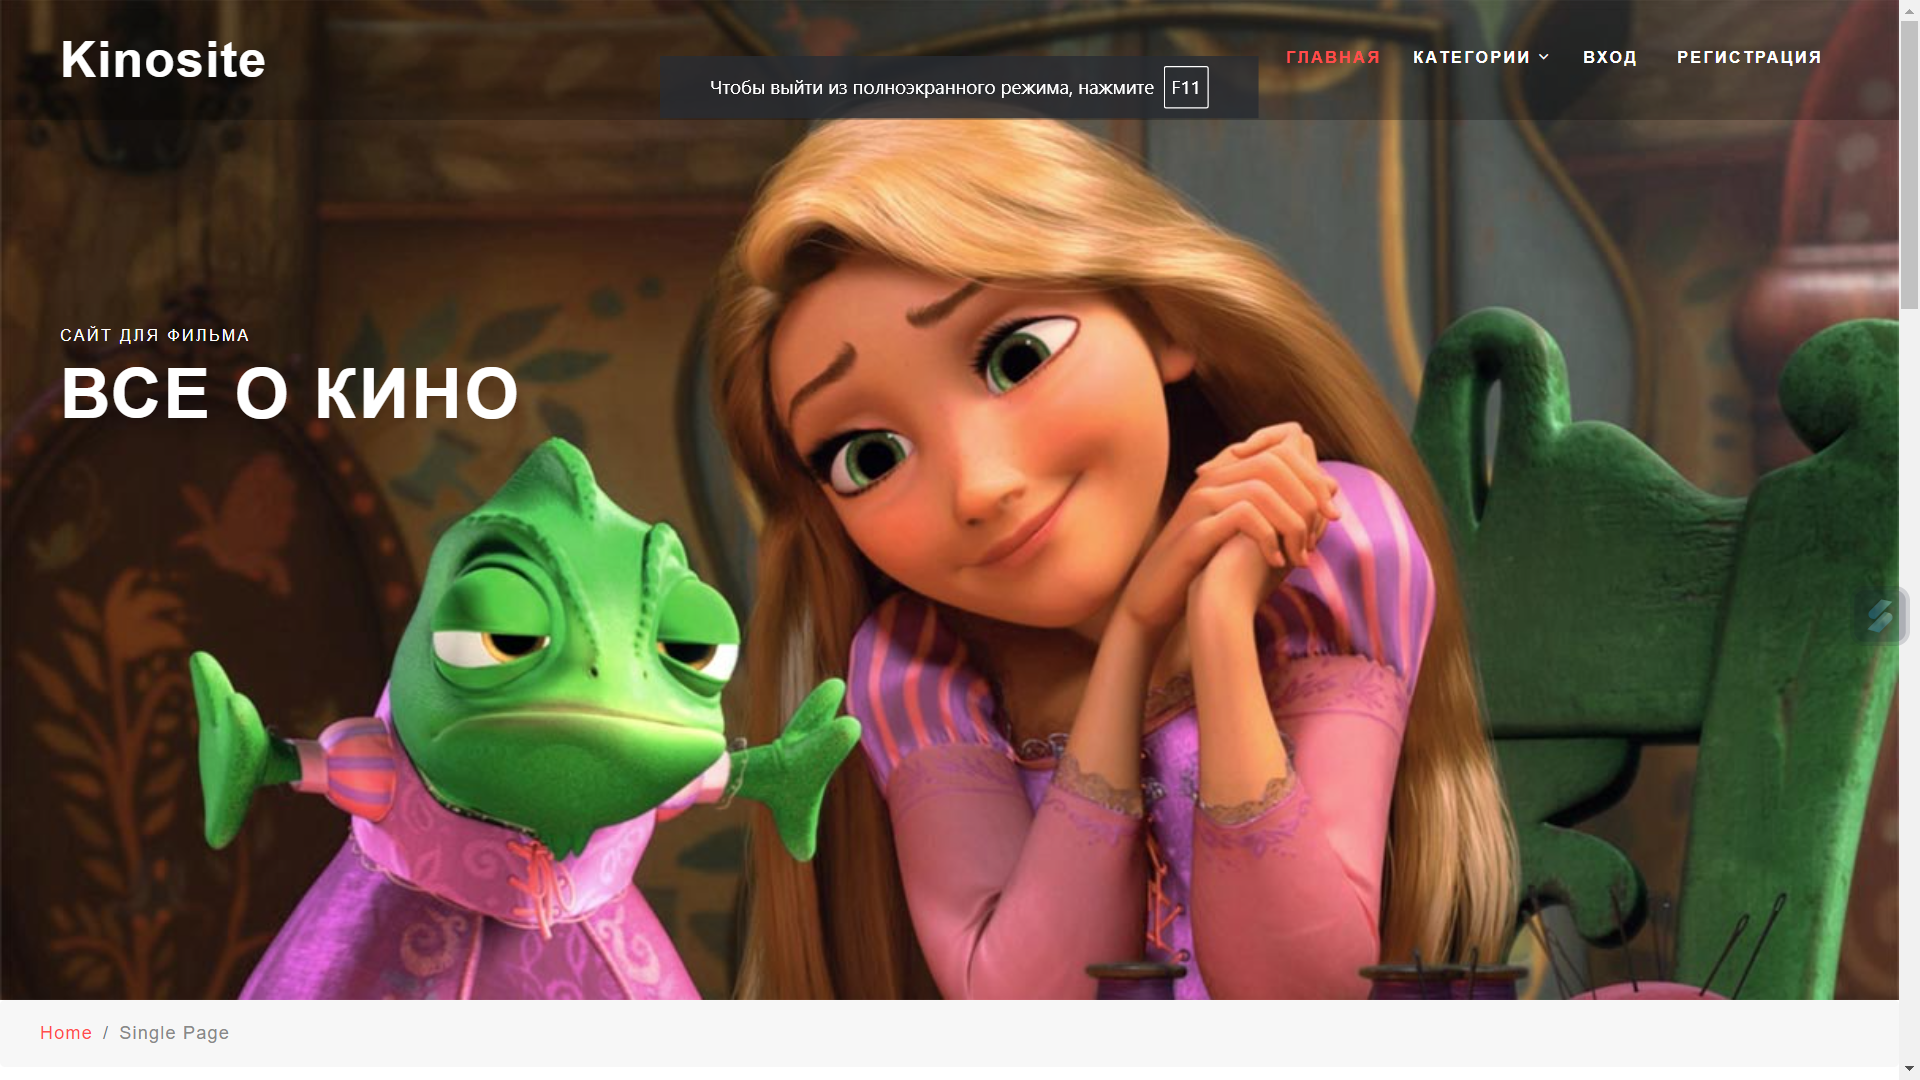 Kinosite
ГЛАВНАЯ КАТЕГОРИИ ВХОД РЕГИСТРАЦИЯ
Чтобы выйти из полноэкранного режима, нажмите F11
САЙТ ДЛЯ ФИЛЬМА
ВСЕ О КИНО
Home / Single Page